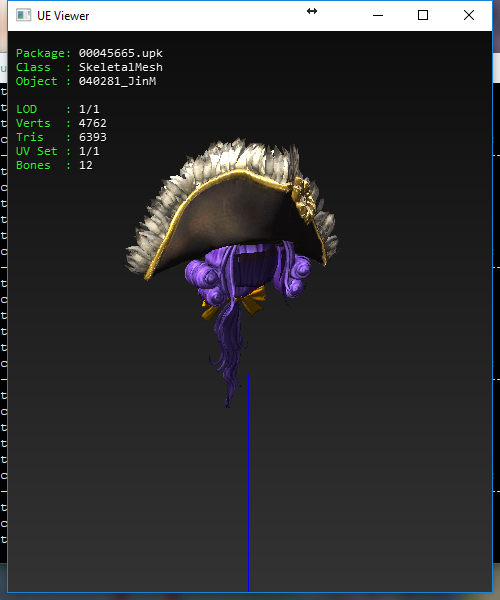 UE Viewer
Package: 00045665.upk
Class : SkeletalMesh
Object : 040281_JinM
LOD : 1/1
Verts : 4762
Tris : 6393
UV Set : 1/1
Bones : 12